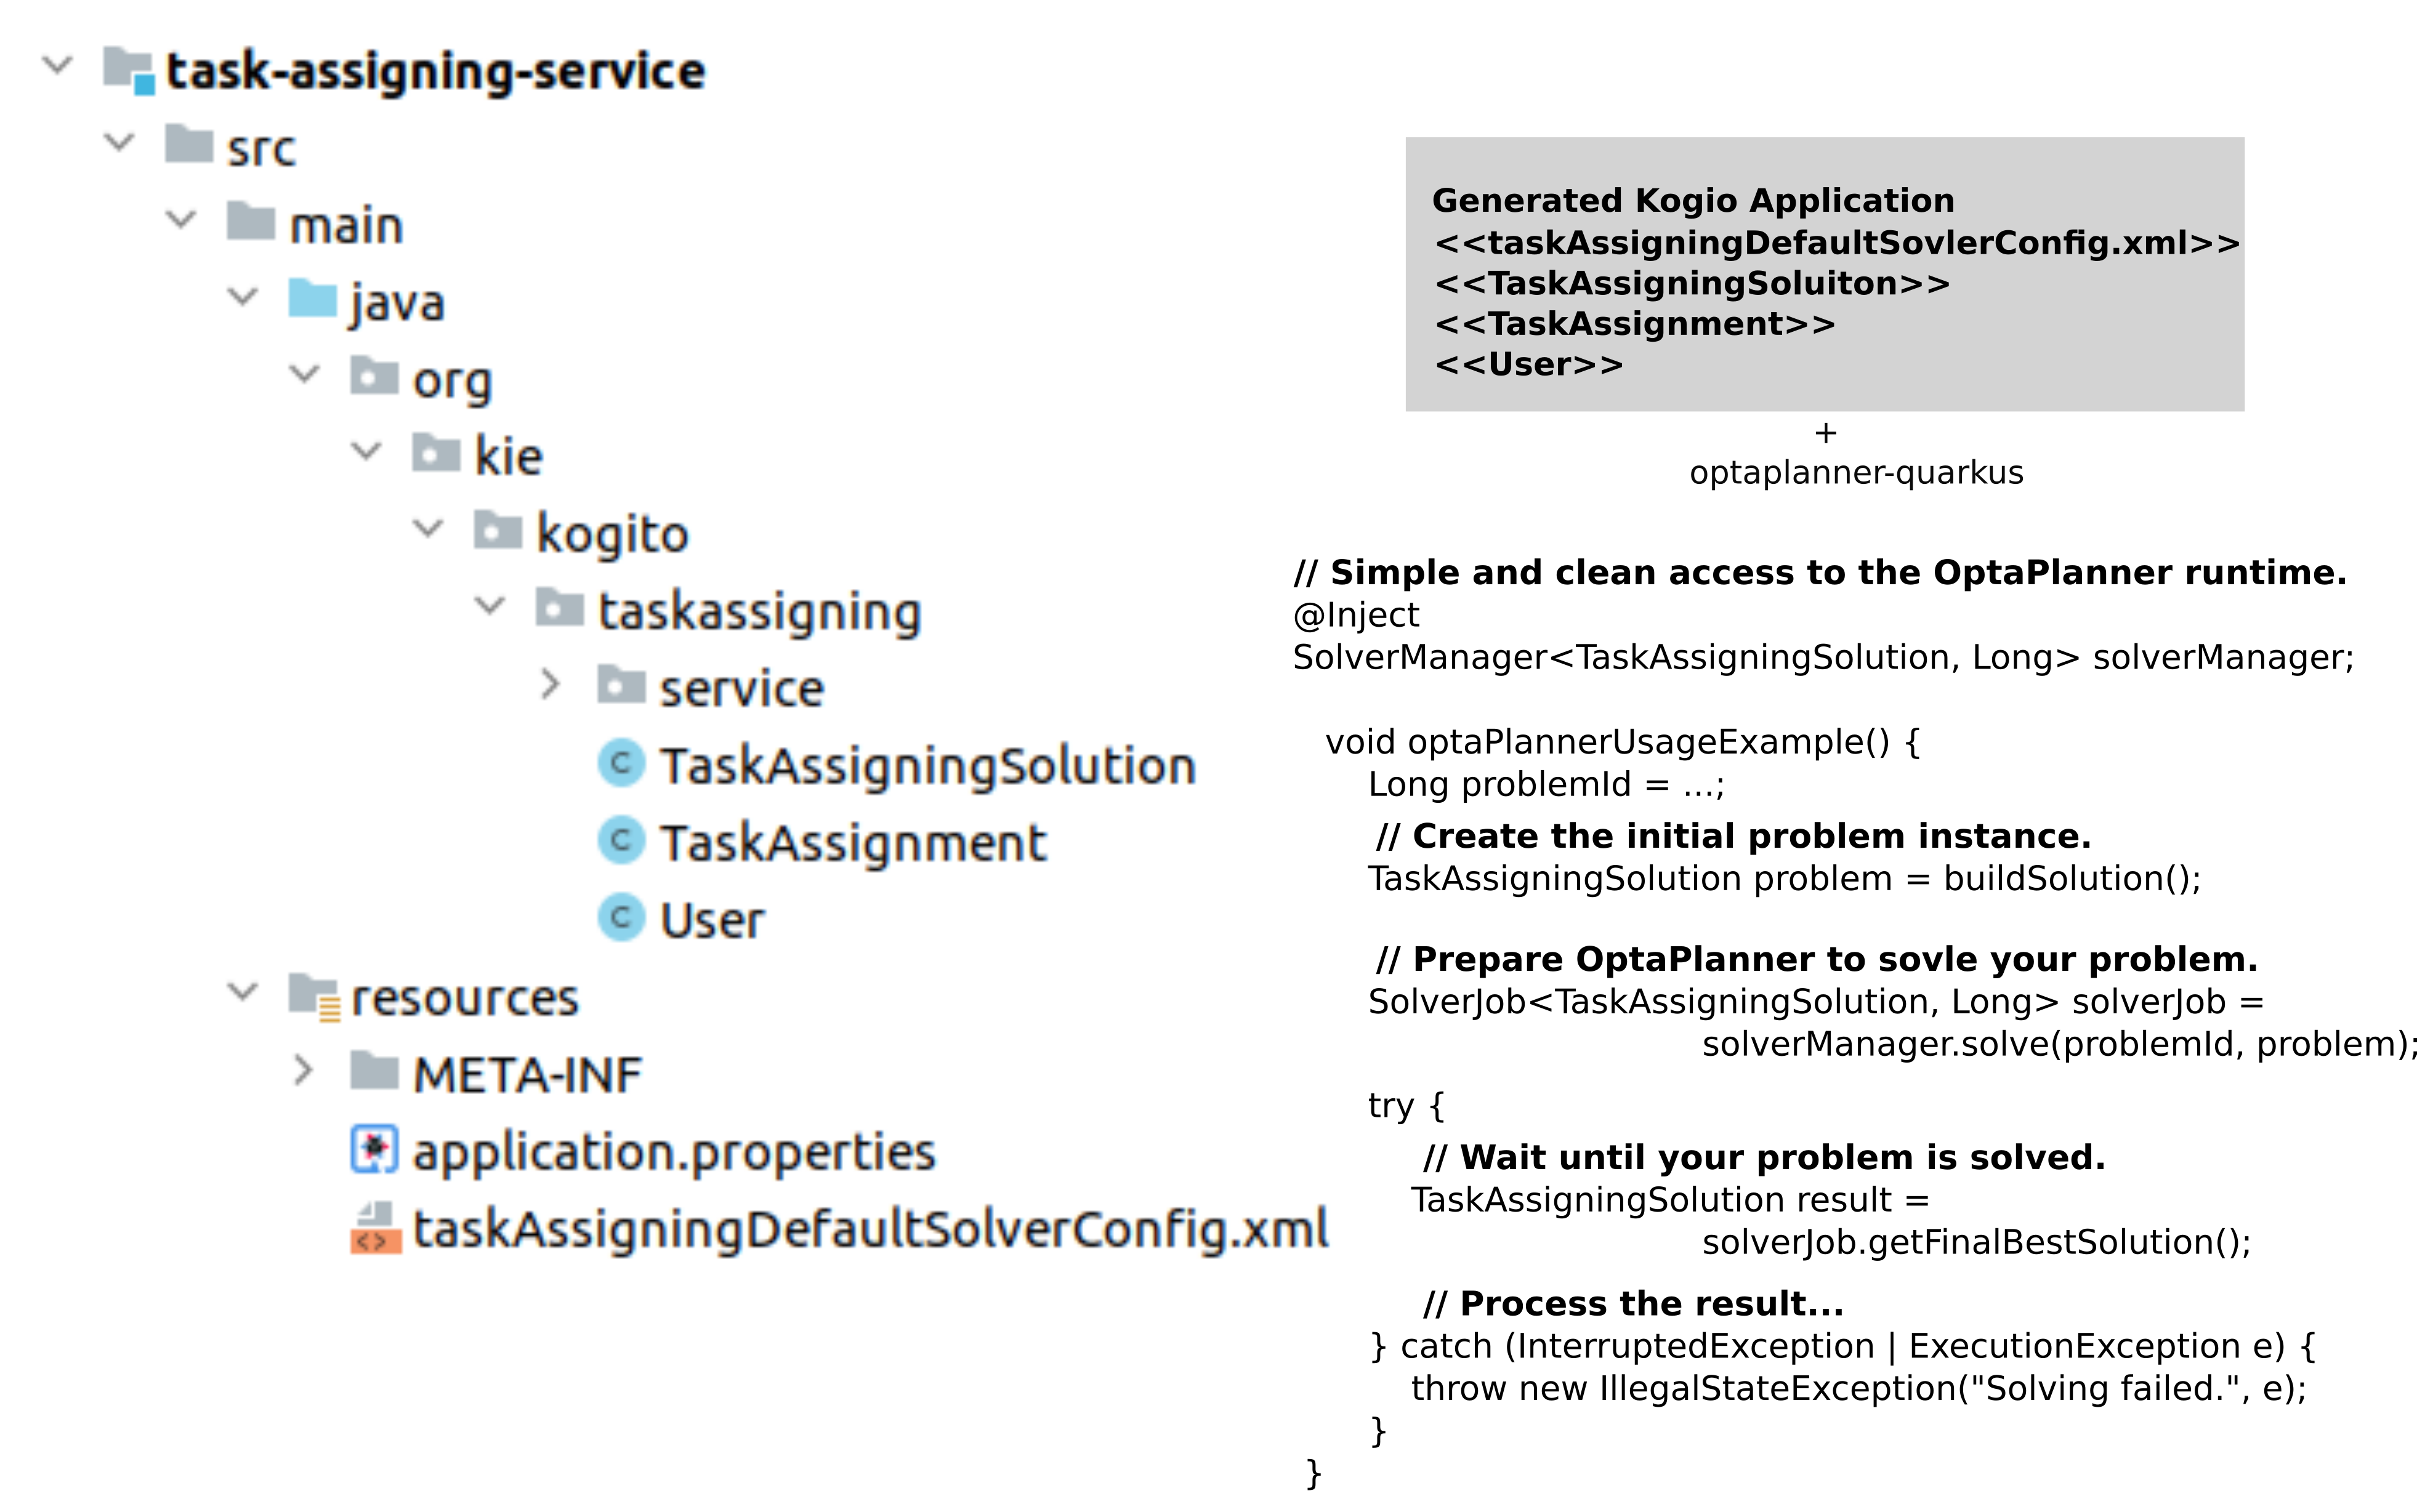 task-assigning-service
src
main
java
org
kie
kogito
taskassigning
service
TaskAssigningSolution
TaskAssignment
User
resources
META-INF
application.properties
taskAssigningDefaultSolverConfig.xml
Generated Kogio Application
<<taskAssigningDefaultSovlerConfig.xml>>
<<TaskAssigningSoluiton>>
<<TaskAssignment>>
<<User>>
+
optaplanner-quarkus
// Simple and clean access to the OptaPlanner runtime.
@Inject
SolverManager<TaskAssigningSolution, Long> solverManager;
void optaPlannerUsageExample() {
Long problemId = ...;
// Create the initial problem instance.
TaskAssigningSolution problem = buildSolution();
// Prepare OptaPlanner to sovle your problem.
SolverJob<TaskAssigningSolution, Long> solverJob =
solverManager.solve(problemId, problem);
try {
// Wait until your problem is solved.
TaskAssigningSolution result =
solverJob.getFinalBestSolution();
// Process the result...
} catch (InterruptedException | ExecutionException e) {
throw new IllegalStateException("Solving failed.", e);
}
}